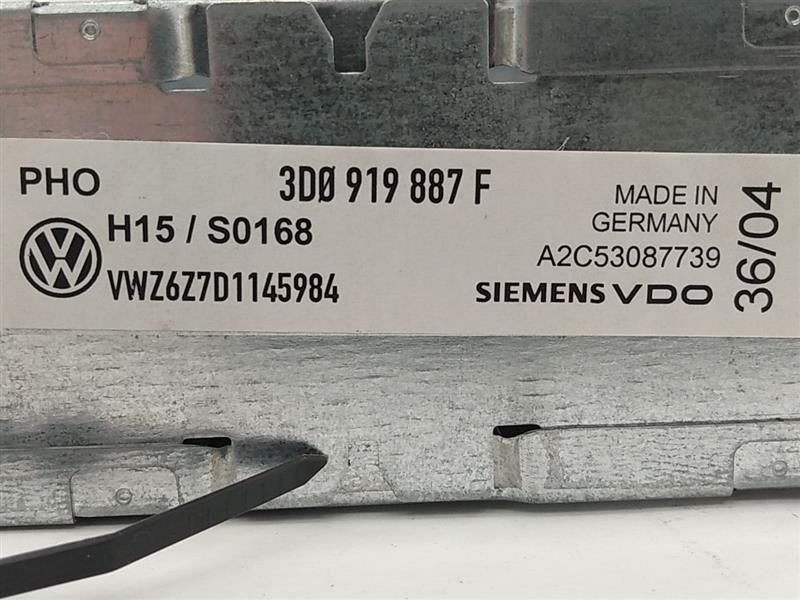 PHO 3D0 919 887 F
H15 / S0168
VWZ6Z7D1145984
MADE IN
GERMANY
A2C53087739
SIEMENS VDO
36/04